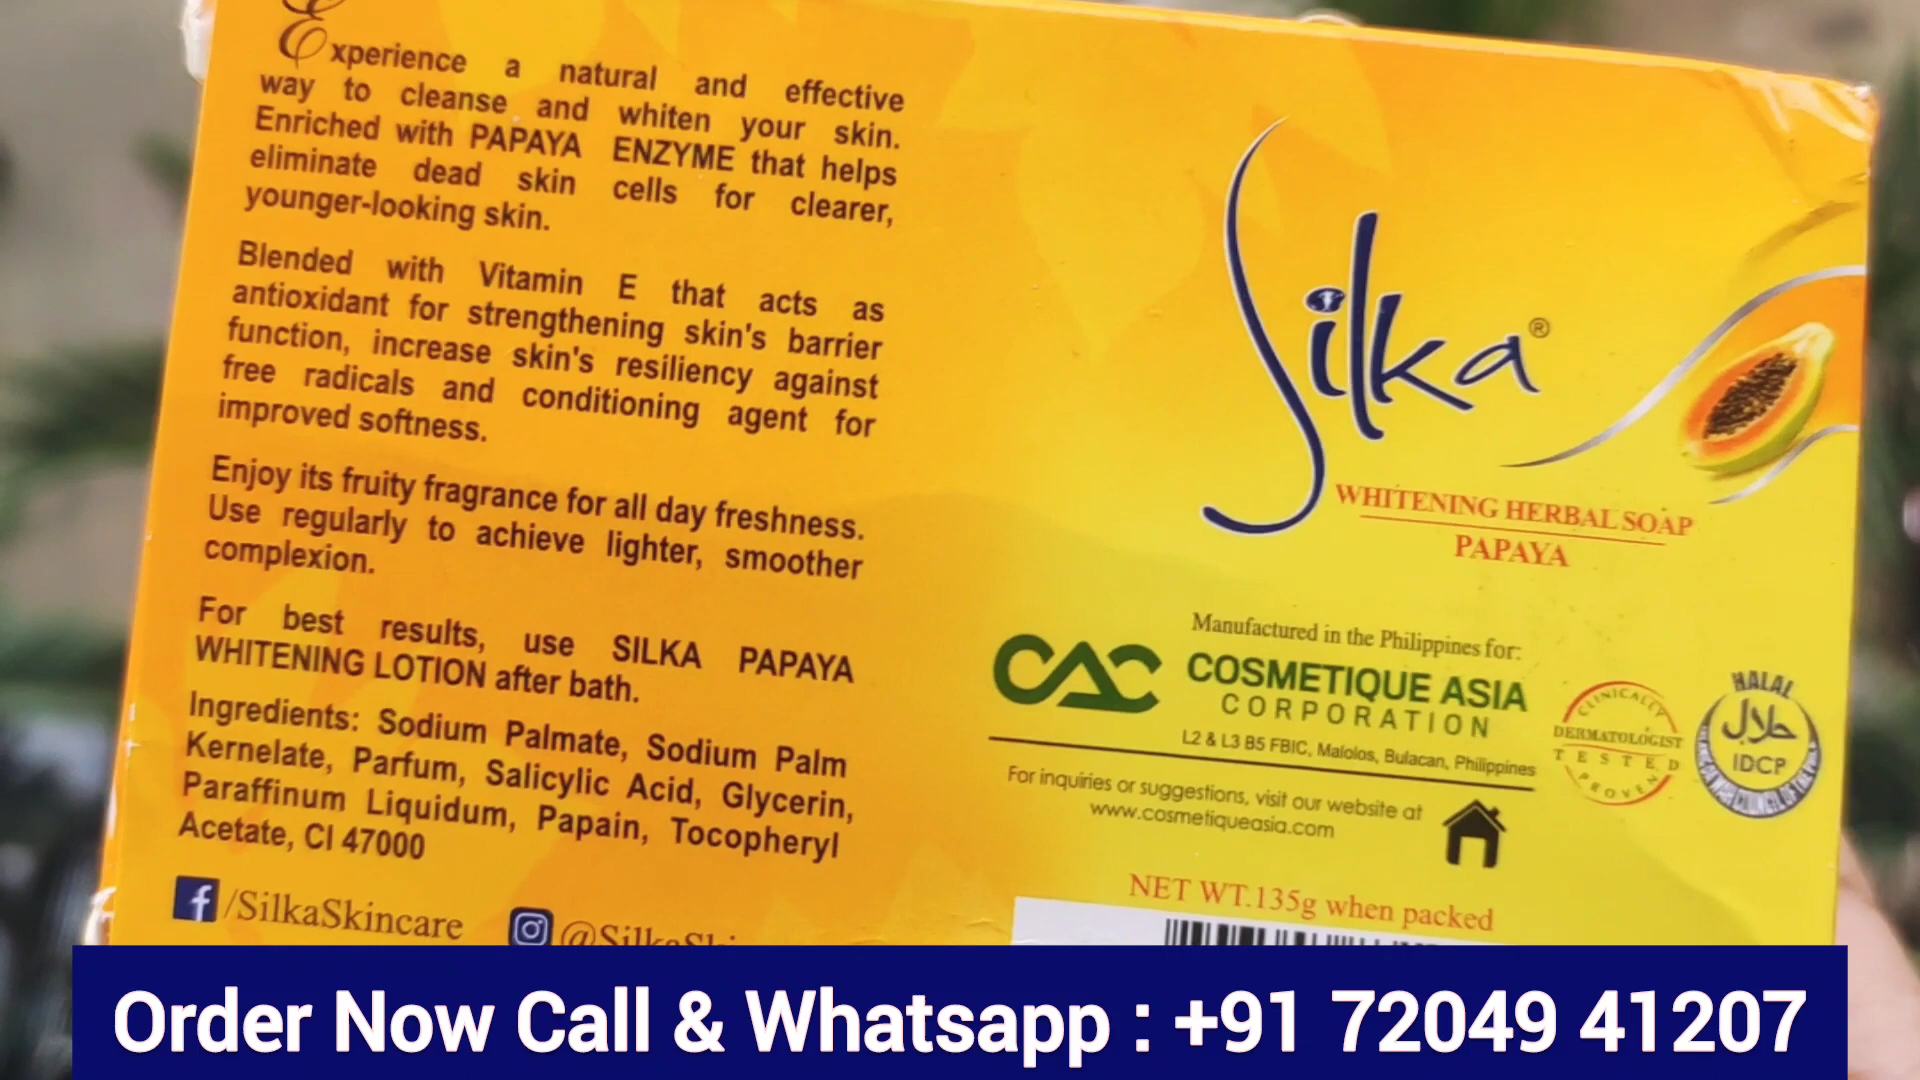 Experience a natural and effective
way to cleanse and whiten your skin.
Enriched with PAPAYA ENZYME that helps
eliminate dead skin cells for clearer,
younger-looking skin.
Blended with Vitamin E that acts as
antioxidant for strengthening skin's barrier
function, increase skin's resiliency against
free radicals and conditioning agent for
improved softness.
Enjoy its fruity fragrance for all day freshness.
Use regularly to achieve lighter, smoother
complexion.
For best results, use SILKA PAPAYA
WHITENING LOTION after bath.
Ingredients: Sodium Palmate, Sodium Palm
Kernelate, Parfum, Salicylic Acid, Glycerin,
Paraffinum Liquidum, Papain, Tocopheryl
Acetate, CI 47000
f /SilkaSkincare
Silka®
WHITENING HERBAL SOAP
PAPAYA
Manufactured in the Philippines for:
CAC
COSMETIQUE ASIA
CORPORATION
L2 & L3 B5 FBIC, Malolos, Bulacan, Philippines
For inquiries or suggestions, visit our website at
www.cosmetiqueasia.com
CLINICALLY
DERMATOLOGIST
TESTED
PROVEN
HALAL
حلال
IDCP
NET WT.135g when packed
Order Now Call & Whatsapp : +91 72049 41207